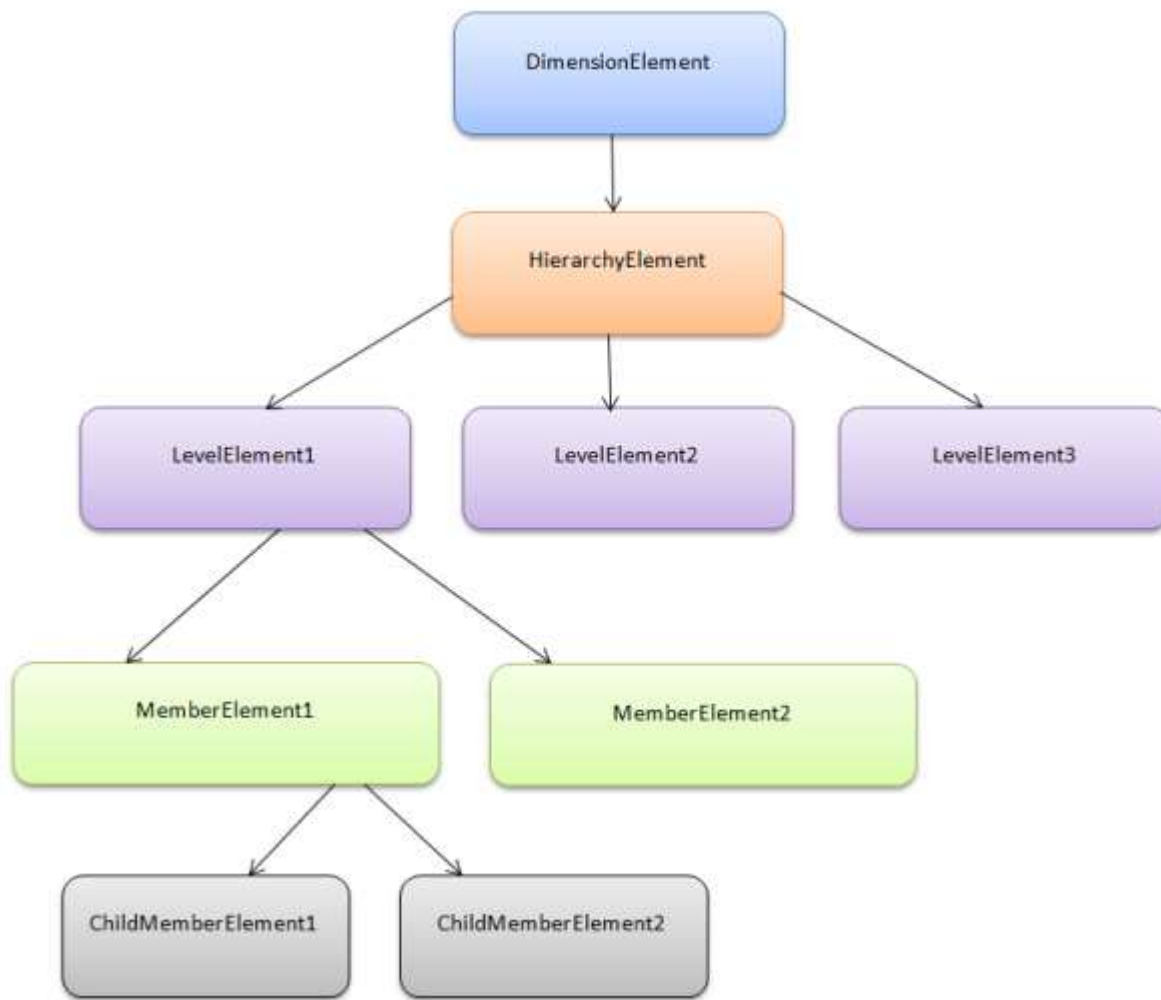 DimensionElement
HierarchyElement
LevelElement1
LevelElement2
LevelElement3
MemberElement1
MemberElement2
ChildMemberElement1
ChildMemberElement2